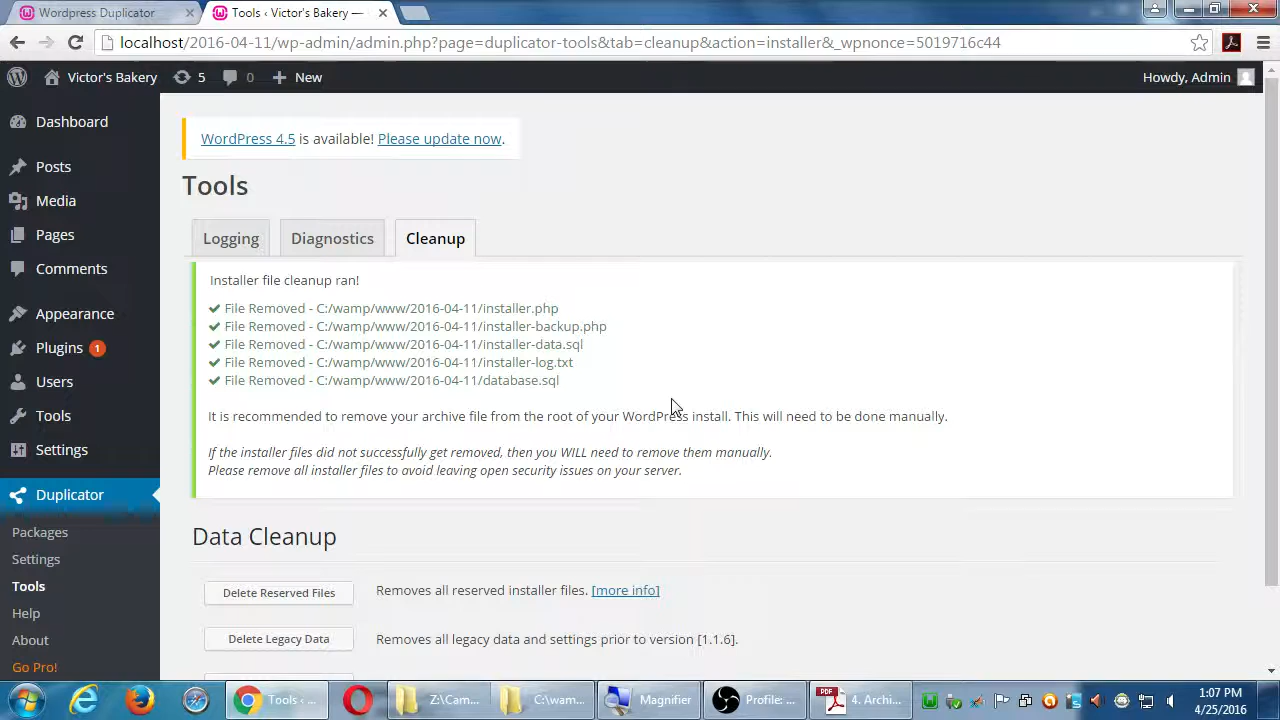 Wordpress Duplicator
Tools ‹ Victor's Bakery —
localhost/2016-04-11/wp-admin/admin.php?page=duplicator-tools&tab=cleanup&action=installer&_wpnonce=5019716c44
Victor's Bakery
5
0
New
Howdy, Admin
Dashboard
Posts
Media
Pages
Comments
Appearance
Plugins 1
Users
Tools
Settings
Duplicator
Packages
Settings
Tools
Help
About
Go Pro!
WordPress 4.5 is available! Please update now.
Tools
Logging
Diagnostics
Cleanup
Installer file cleanup ran!
File Removed - C:/wamp/www/2016-04-11/installer.php
File Removed - C:/wamp/www/2016-04-11/installer-backup.php
File Removed - C:/wamp/www/2016-04-11/installer-data.sql
File Removed - C:/wamp/www/2016-04-11/installer-log.txt
File Removed - C:/wamp/www/2016-04-11/database.sql
It is recommended to remove your archive file from the root of your WordPress install. This will need to be done manually.
If the installer files did not successfully get removed, then you WILL need to remove them manually.
Please remove all installer files to avoid leaving open security issues on your server.
Data Cleanup
Delete Reserved Files
Removes all reserved installer files. [more info]
Delete Legacy Data
Removes all legacy data and settings prior to version [1.1.6].
Tools ‹ ...
Z:\Cam...
C:\wam...
Magnifier
Profile: ...
PDF
4. Archi...
1:07 PM
4/25/2016